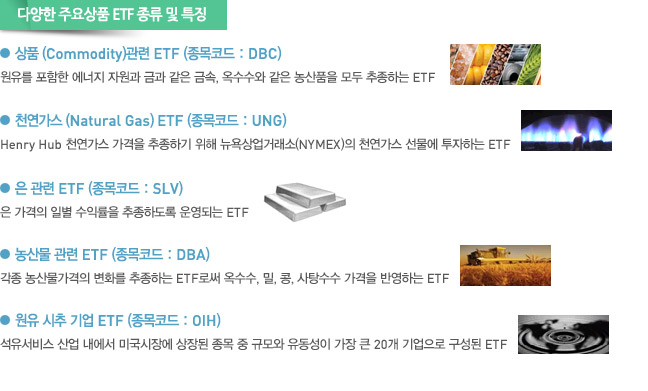 다양한 주요상품 ETF 종류 및 특징
● 상품 (Commodity)관련 ETF (종목코드 : DBC)
원유를 포함한 에너지 자원과 금과 같은 금속, 옥수수와 같은 농산품을 모두 추종하는 ETF
● 천연가스 (Natural Gas) ETF (종목코드 : UNG)
Henry Hub 천연가스 가격을 추종하기 위해 뉴욕상업거래소(NYMEX)의 천연가스 선물에 투자하는 ETF
● 은 관련 ETF (종목코드 : SLV)
은 가격의 일별 수익률을 추종하도록 운영되는 ETF
● 농산물 관련 ETF (종목코드 : DBA)
각종 농산물가격의 변화를 추종하는 ETF로써 옥수수, 밀, 콩, 사탕수수 가격을 반영하는 ETF
● 원유 시추 기업 ETF (종목코드 : OIH)
석유서비스 산업 내에서 미국시장에 상장된 종목 중 규모와 유동성이 가장 큰 20개 기업으로 구성된 ETF